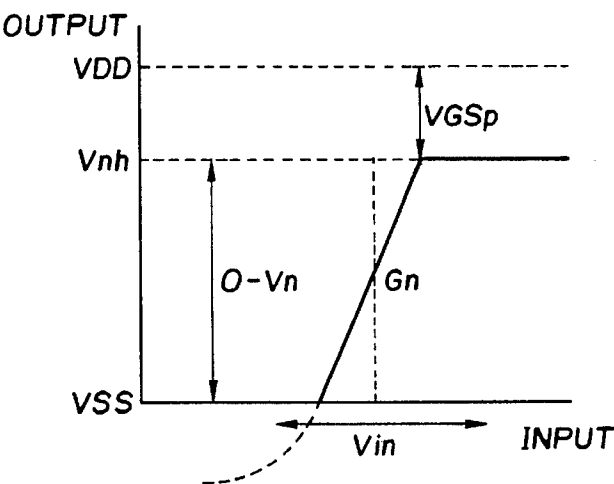 OUTPUT
VDD
VGSp
Vnh
O-Vn
Gn
VSS
Vin
INPUT